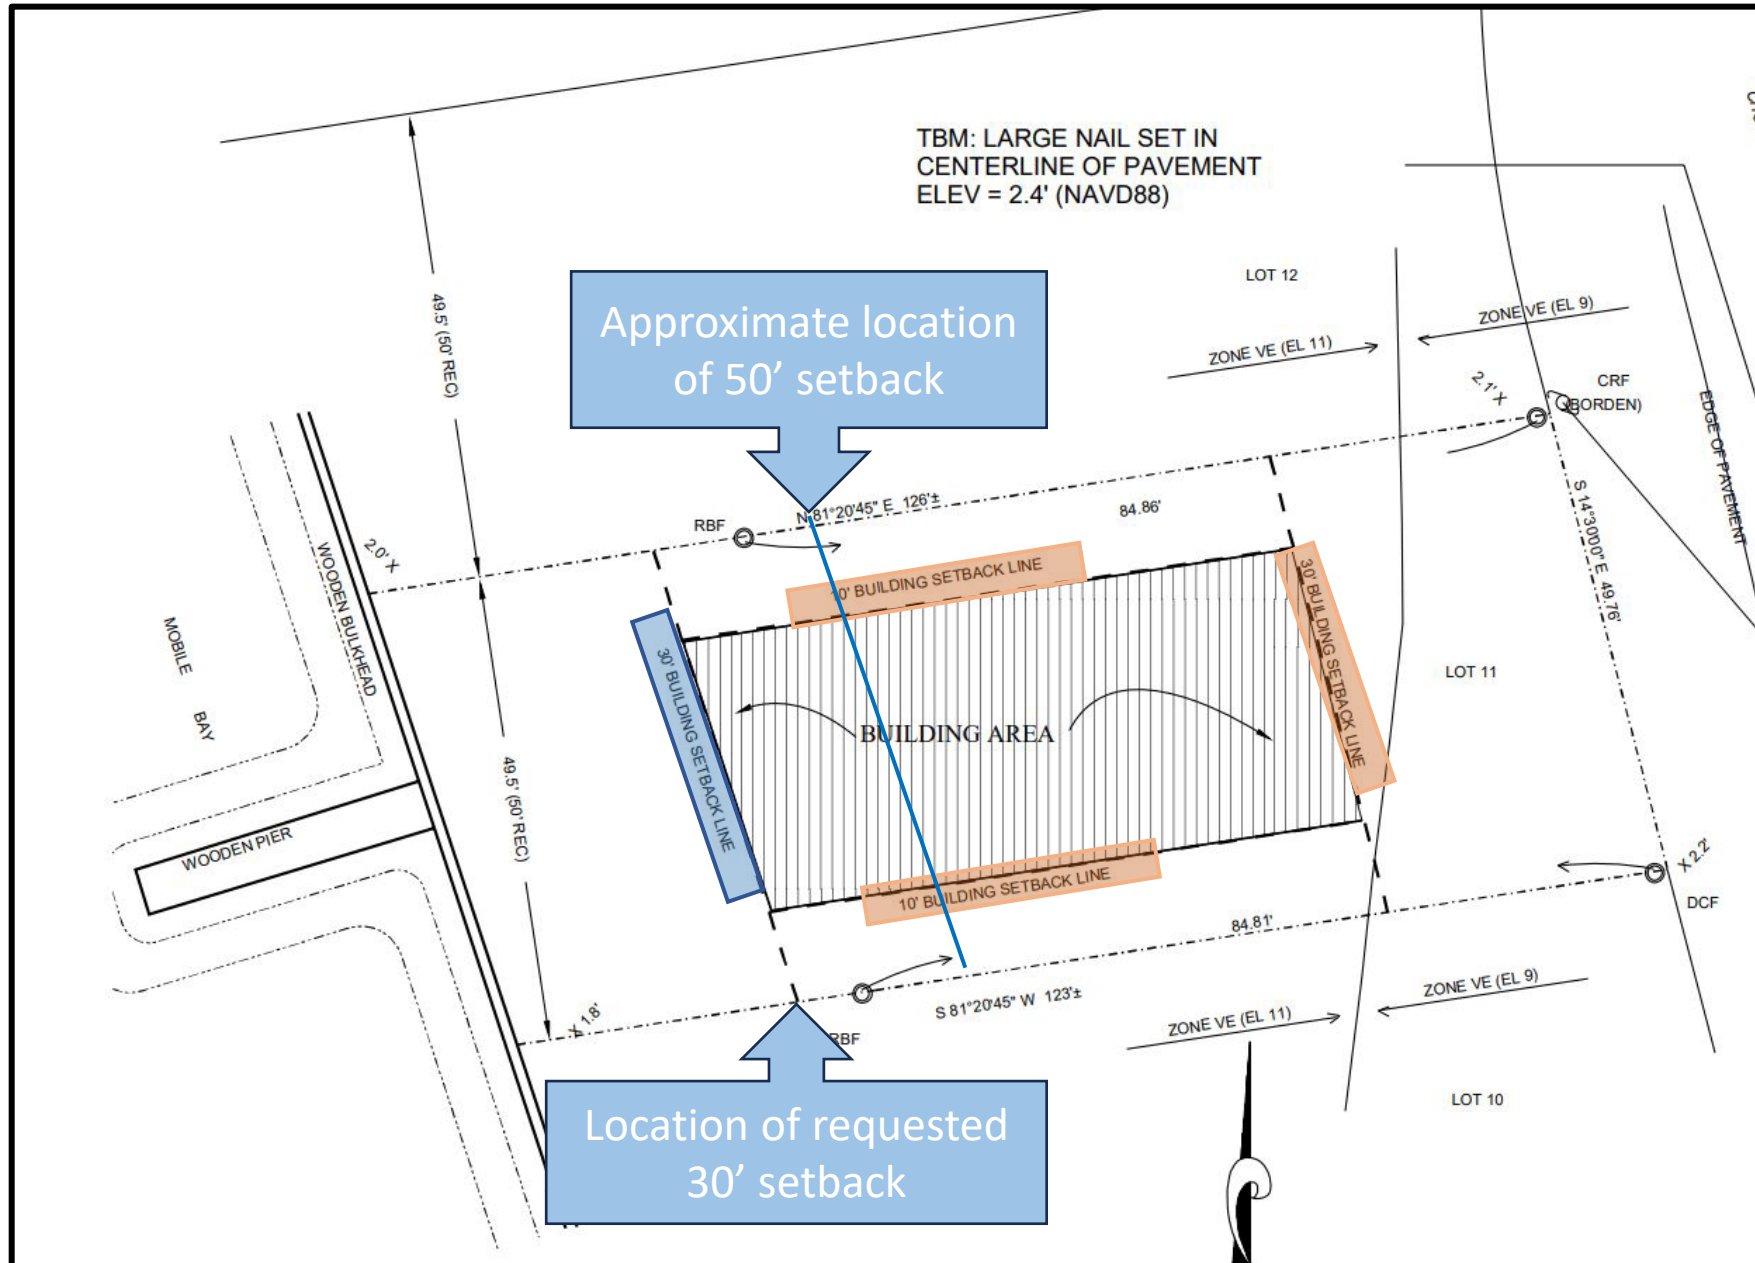 TBM: LARGE NAIL SET IN
CENTERLINE OF PAVEMENT
ELEV = 2.4' (NAVD88)
LOT 12
ZONE VE (EL 9)
ZONE VE (EL 11)
49.5' (50' REC)
Approximate location
of 50' setback
2.1' X
CRF
(BORDEN)
EDGE OF PAVEMENT
RBF
N 81°20'45" E 126'±
84.86'
S 14°30'00" E 49.76'
2.0' X
WOODEN BULKHEAD
10' BUILDING SETBACK LINE
30' BUILDING SETBACK LINE
MOBILE
BAY
30' BUILDING SETBACK LINE
LOT 11
BUILDING AREA
49.5' (50' REC)
WOODEN PIER
10' BUILDING SETBACK LINE
X 2.2'
DCF
84.81'
S 81°20'45" W 123'±
X 1.8'
RBF
ZONE VE (EL 9)
ZONE VE (EL 11)
Location of requested
30' setback
LOT 10